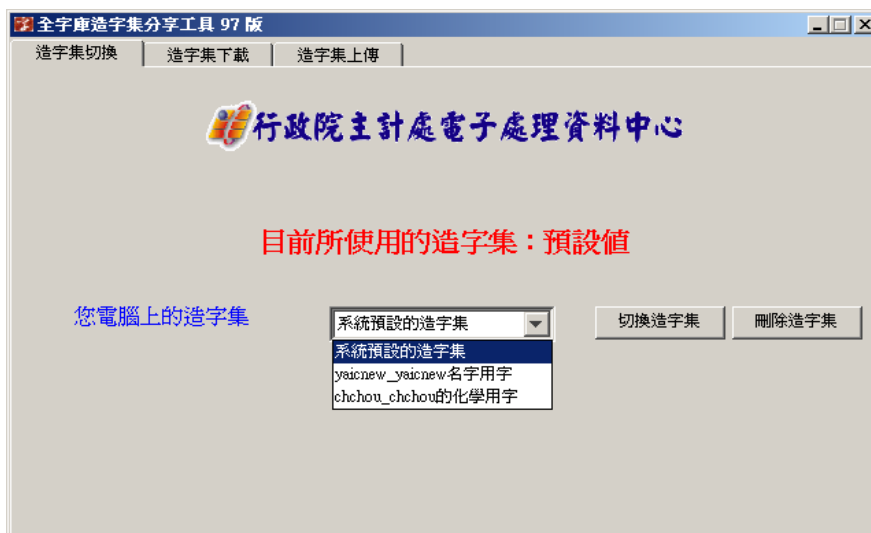 全字庫造字集分享工具 97 版
造字集切換 造字集下載 造字集上傳
行政院主計處電子處理資料中心
目前所使用的造字集：預設值
您電腦上的造字集 系統預設的造字集 切換造字集 刪除造字集
系統預設的造字集
yaicnew_yaicnew名字用字
chchou_chchou的化學用字